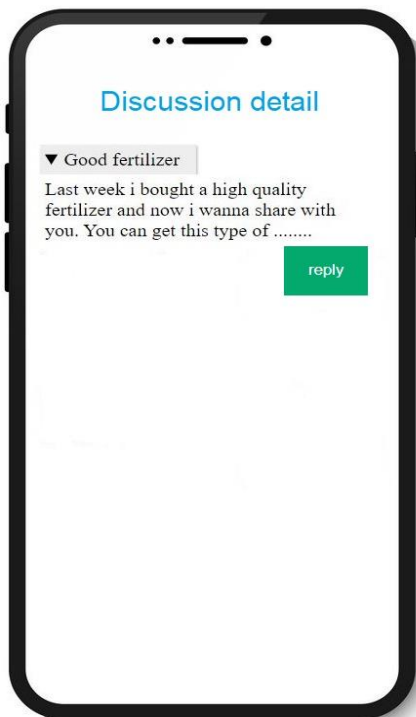 Discussion detail
▼ Good fertilizer
Last week i bought a high quality
fertilizer and now i wanna share with
you. You can get this type of ........
reply